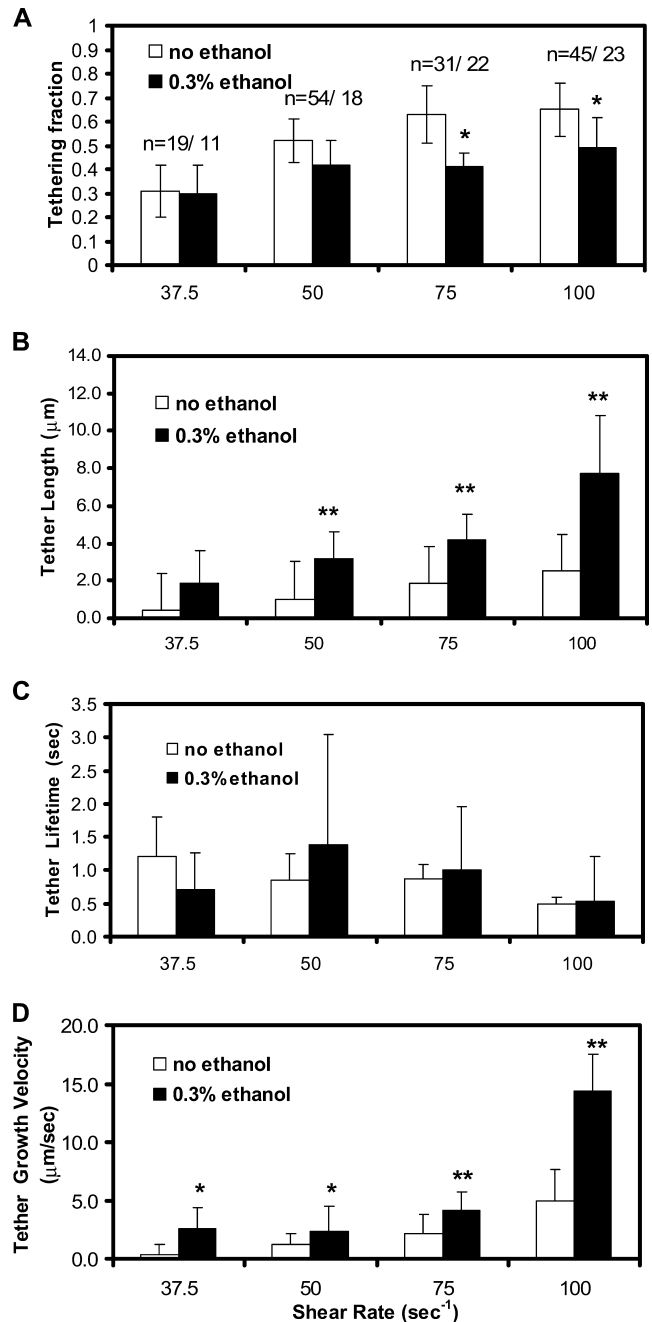 A
Tethering fraction
1
0.9
0.8
0.7
0.6
0.5
0.4
0.3
0.2
0.1
0
no ethanol
0.3% ethanol
n=19/ 11
n=54/ 18
n=31/ 22
n=45/ 23
*
*
37.5 50 75 100
B
Tether Length (μm)
14.0
12.0
10.0
8.0
6.0
4.0
2.0
0.0
no ethanol
0.3% ethanol
**
**
**
37.5 50 75 100
C
Tether Lifetime (sec)
3.5
3.0
2.5
2.0
1.5
1.0
0.5
0.0
no ethanol
0.3% ethanol
37.5 50 75 100
D
Tether Growth Velocity
(μm/sec)
20.0
15.0
10.0
5.0
0.0
no ethanol
0.3% ethanol
*
*
**
**
37.5 50 75 100
Shear Rate (sec⁻¹)